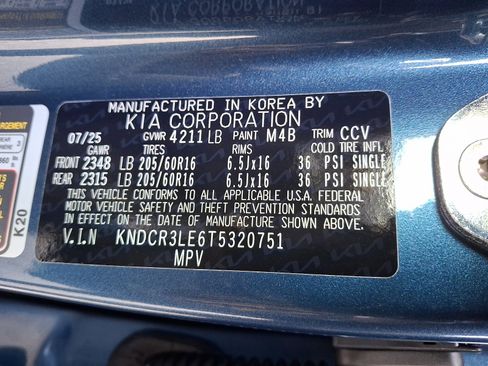 MANUFACTURED IN KOREA BY
KIA CORPORATION
07/25 GVWR 4211 LB PAINT M4B TRIM CCV
GAWR TIRES RIMS COLD TIRE INFL
FRONT 2348 LB 205/60R16 6.5Jx16 36 PSI SINGLE
REAR 2315 LB 205/60R16 6.5Jx16 36 PSI SINGLE
THIS VEHICLE CONFORMS TO ALL APPLICABLE U.S.A. FEDERAL
MOTOR VEHICLE SAFETY AND THEFT PREVENTION STANDARDS
IN EFFECT ON THE DATE OF MANUFACTURE SHOWN ABOVE.
V.I.N KNDCR3LE6T5320751
MPV
K20